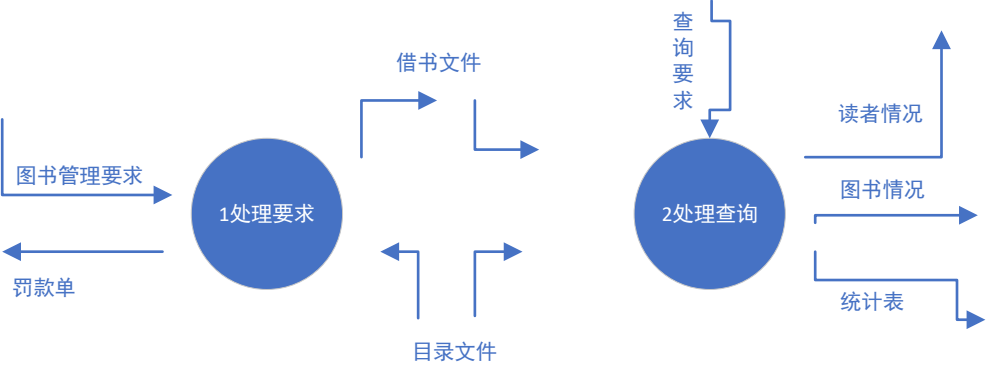 查询要求
借书文件
读者情况
图书管理要求
图书情况
1处理要求
2处理查询
罚款单
统计表
目录文件